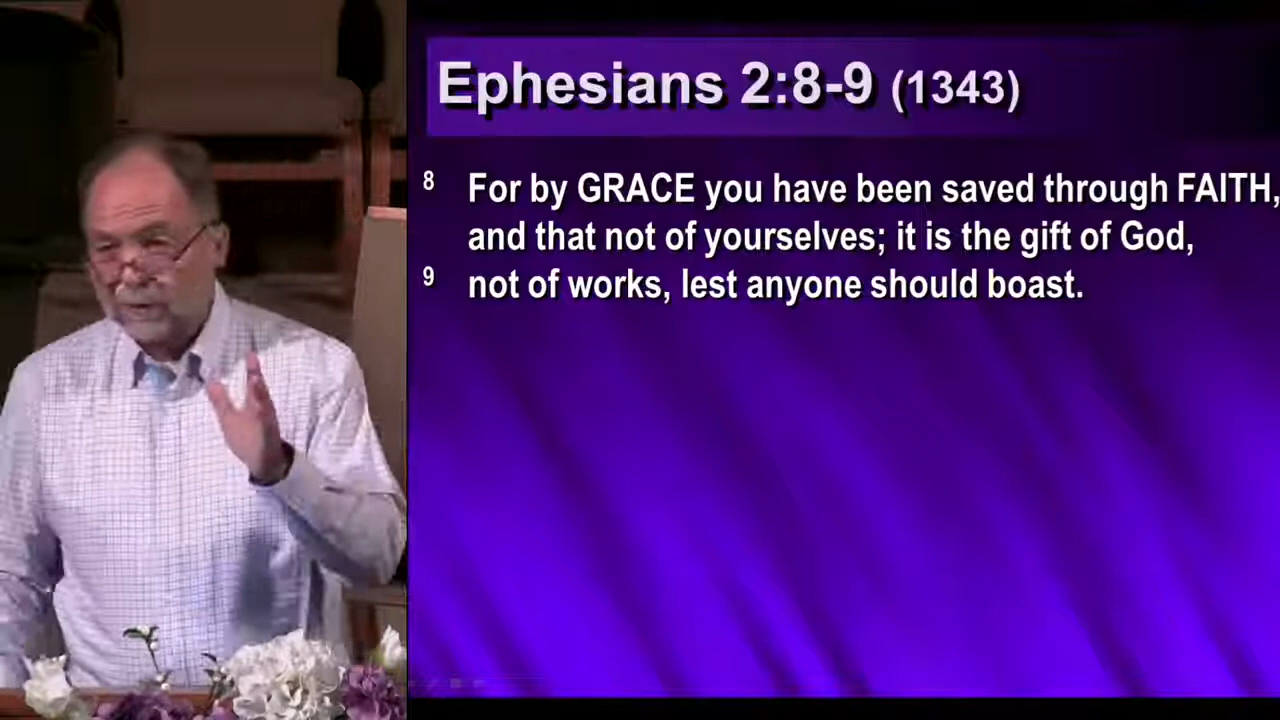 Ephesians 2:8-9 (1343)
8 For by GRACE you have been saved through FAITH,
and that not of yourselves; it is the gift of God,
9 not of works, lest anyone should boast.